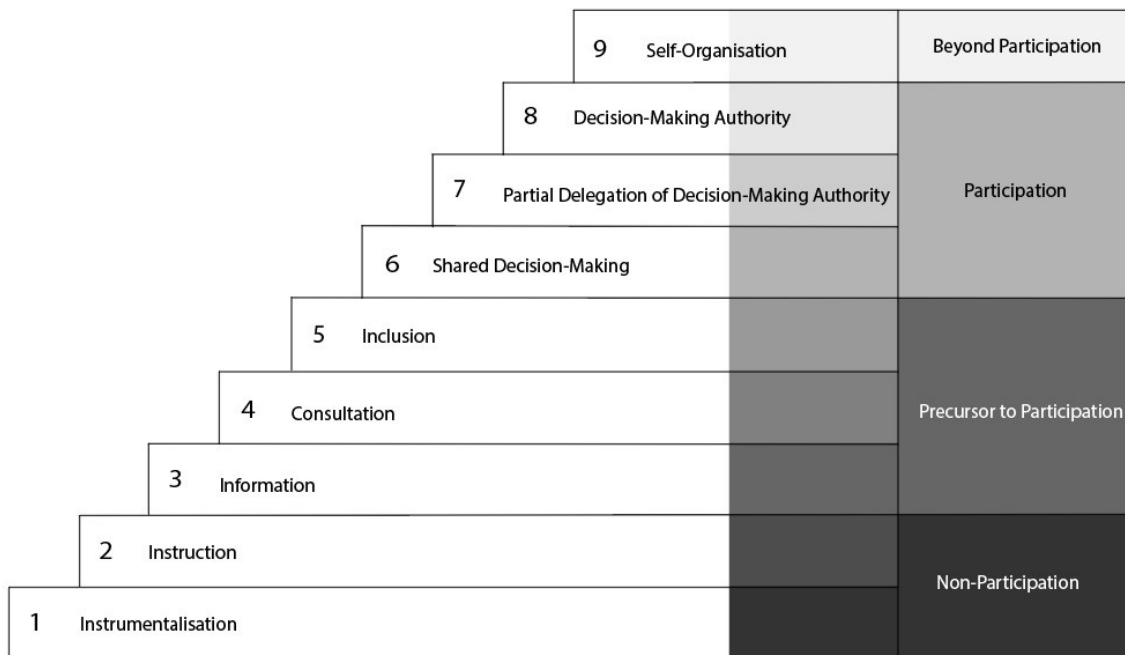 9 Self-Organisation Beyond Participation
8 Decision-Making Authority
7 Partial Delegation of Decision-Making Authority Participation
6 Shared Decision-Making
5 Inclusion
4 Consultation Precursor to Participation
3 Information
2 Instruction
Non-Participation
1 Instrumentalisation